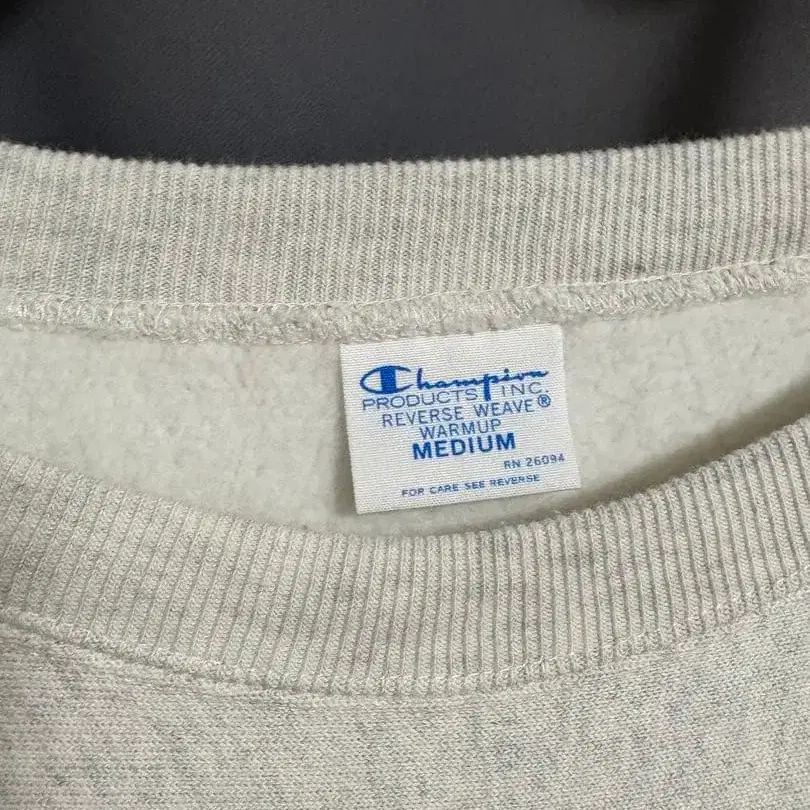 Champion
PRODUCTS INC.
REVERSE WEAVE®
WARMUP
MEDIUM
RN 26094
FOR CARE SEE REVERSE